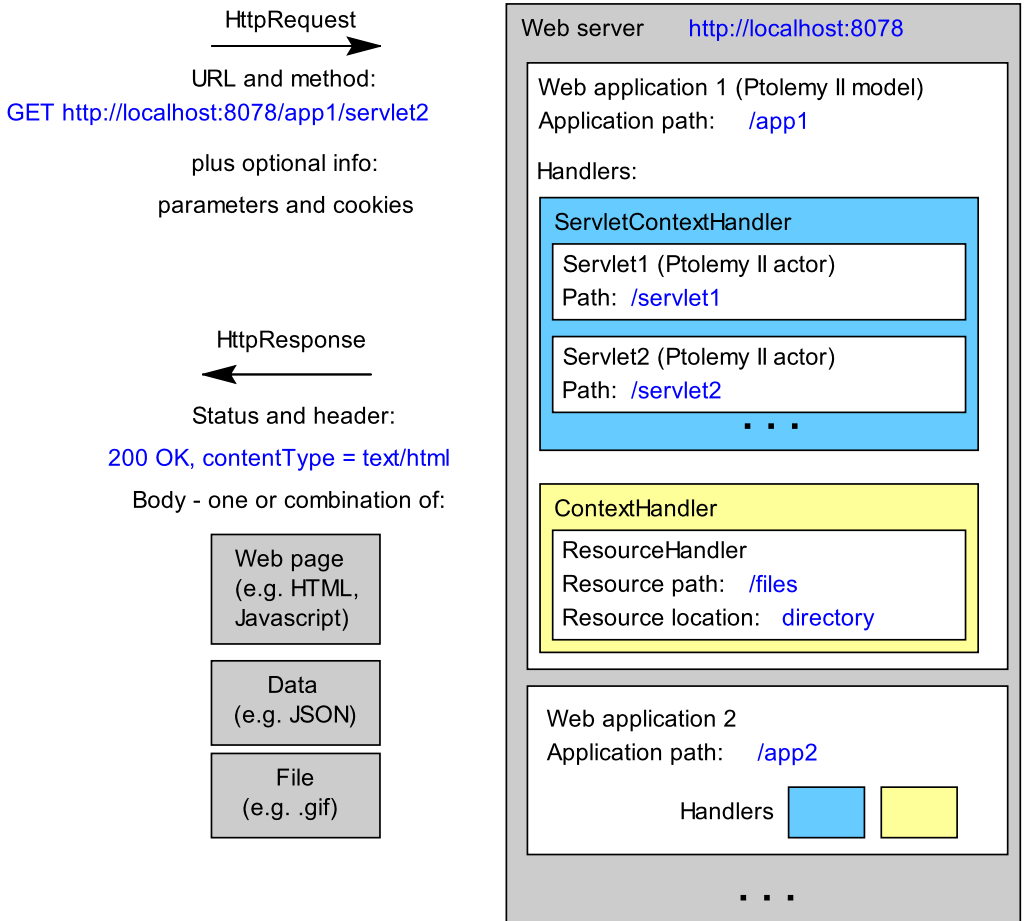 HttpRequest
URL and method:
GET http://localhost:8078/app1/servlet2
plus optional info:
parameters and cookies
HttpResponse
Status and header:
200 OK, contentType = text/html
Body - one or combination of:
Web page
(e.g. HTML,
Javascript)
Data
(e.g. JSON)
File
(e.g. .gif)
Web server http://localhost:8078
Web application 1 (Ptolemy II model)
Application path: /app1
Handlers:
ServletContextHandler
Servlet1 (Ptolemy II actor)
Path: /servlet1
Servlet2 (Ptolemy II actor)
Path: /servlet2
. . .
ContextHandler
ResourceHandler
Resource path: /files
Resource location: directory
Web application 2
Application path: /app2
Handlers
. . .